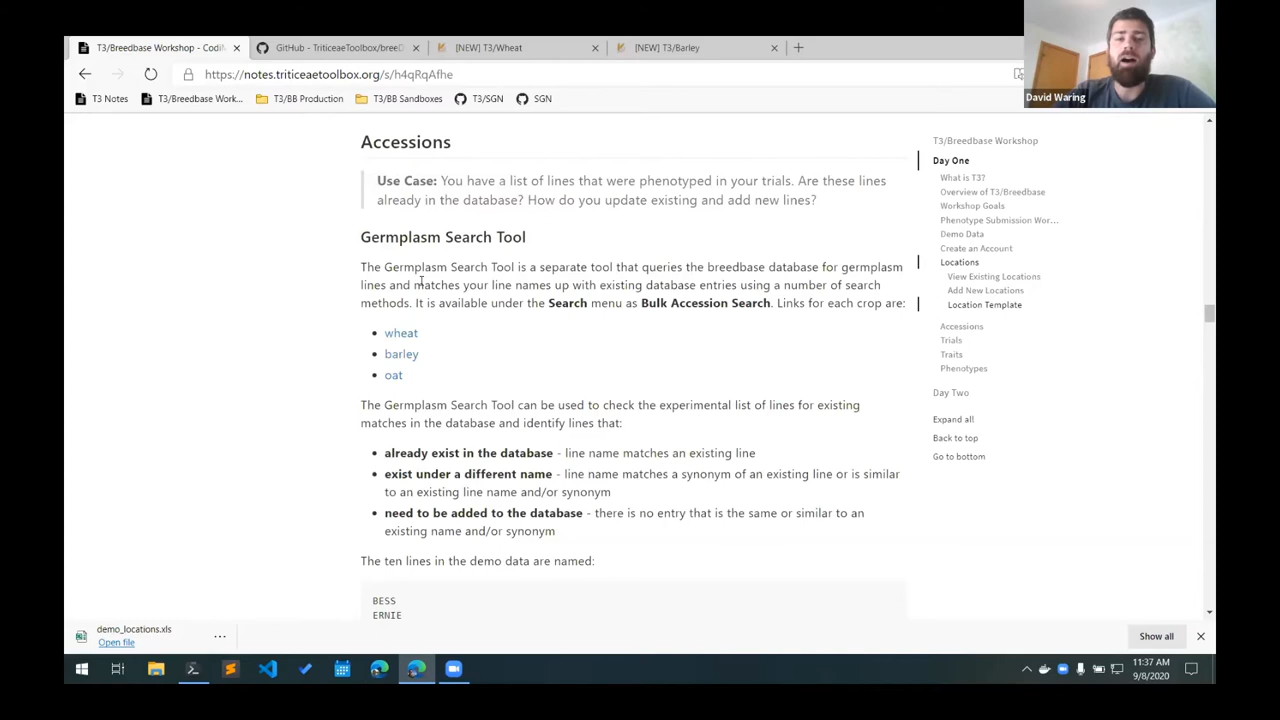 T3/Breedbase Workshop - CodiM
GitHub - TriticeaeToolbox/breeD
[NEW] T3/Wheat
[NEW] T3/Barley
https://notes.triticeaetoolbox.org/s/h4qRqAfhe
T3 Notes
T3/Breedbase Work...
T3/BB Production
T3/BB Sandboxes
T3/SGN
SGN
David Waring
Accessions
Use Case: You have a list of lines that were phenotyped in your trials. Are these lines
already in the database? How do you update existing and add new lines?
Germplasm Search Tool
The Germplasm Search Tool is a separate tool that queries the breedbase database for germplasm
lines and matches your line names up with existing database entries using a number of search
methods. It is available under the Search menu as Bulk Accession Search. Links for each crop are:
• wheat
• barley
• oat
The Germplasm Search Tool can be used to check the experimental list of lines for existing
matches in the database and identify lines that:
• already exist in the database - line name matches an existing line
• exist under a different name - line name matches a synonym of an existing line or is similar
to an existing line name and/or synonym
• need to be added to the database - there is no entry that is the same or similar to an
existing name and/or synonym
The ten lines in the demo data are named:
BESS
ERNIE
T3/Breedbase Workshop
Day One
What is T3?
Overview of T3/Breedbase
Workshop Goals
Phenotype Submission Wor...
Demo Data
Create an Account
Locations
View Existing Locations
Add New Locations
Location Template
Accessions
Trials
Traits
Phenotypes
Day Two
Expand all
Back to top
Go to bottom
demo_locations.xls
Open file
Show all
11:37 AM
9/8/2020